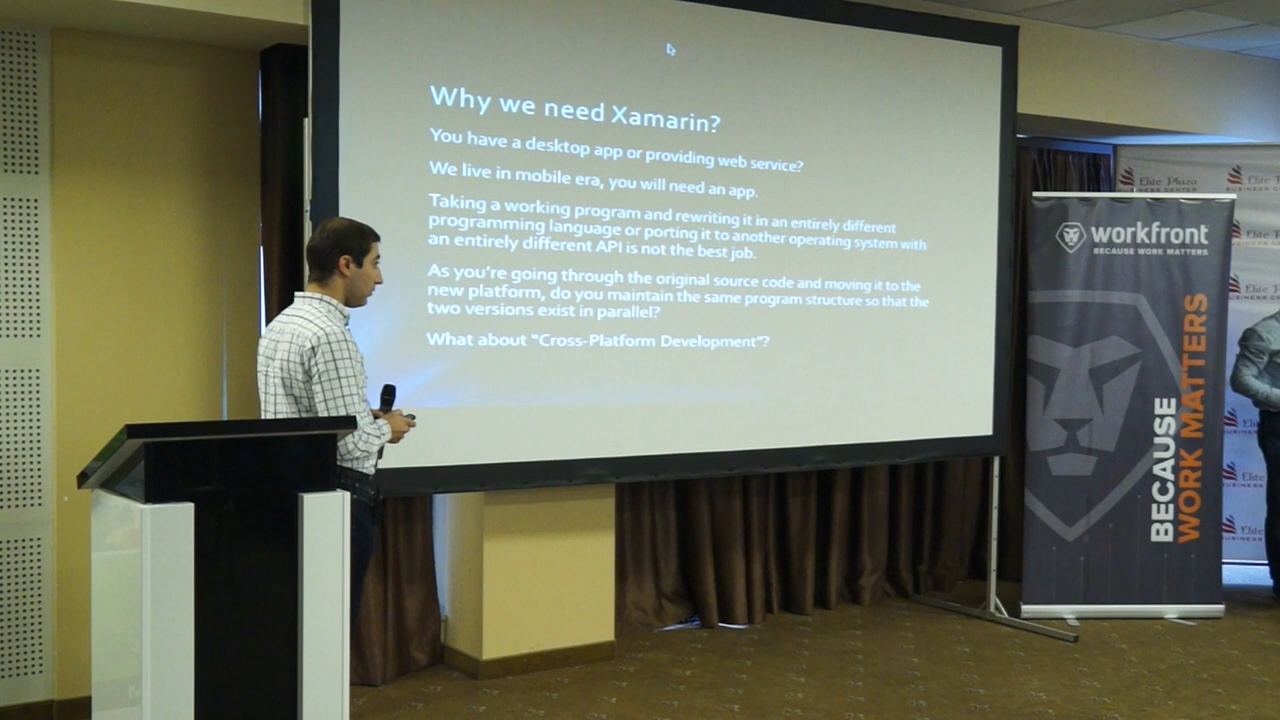 Why we need Xamarin?
You have a desktop app or providing web service?
We live in mobile era, you will need an app.
Taking a working program and rewriting it in an entirely different
programming language or porting it to another operating system with
an entirely different API is not the best job.
As you're going through the original source code and moving it to the
new platform, do you maintain the same program structure so that the
two versions exist in parallel?
What about "Cross-Platform Development"?
workfront
BECAUSE WORK MATTERS
BECAUSE
WORK MATTERS
Elite Plaza
BUSINESS CENTER
Elite
BUSINESS